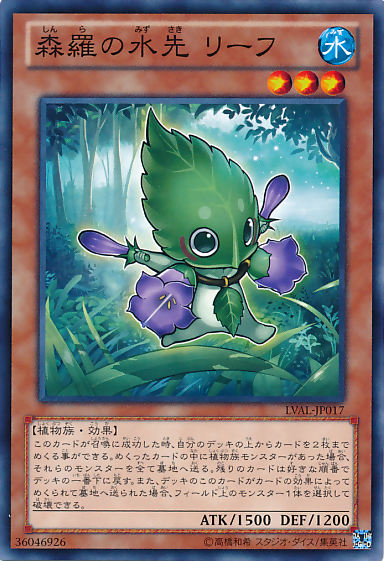 森羅の水先 リーフ
水
LVAL-JP017
【植物族・効果】
このカードが召喚に成功した時、自分のデッキの上からカードを2枚まで
めくる事ができる。めくったカードの中に植物族モンスターがあった場合、
それらのモンスターを全て墓地へ送る。残りのカードは好きな順番で
デッキの一番下に戻す。また、デッキのこのカードがカードの効果によって
めくられて墓地へ送られた場合、フィールド上のモンスター1体を選択して
破壊できる。
ATK/1500 DEF/1200
36046926
©高橋和希 スタジオ・ダイス/集英社